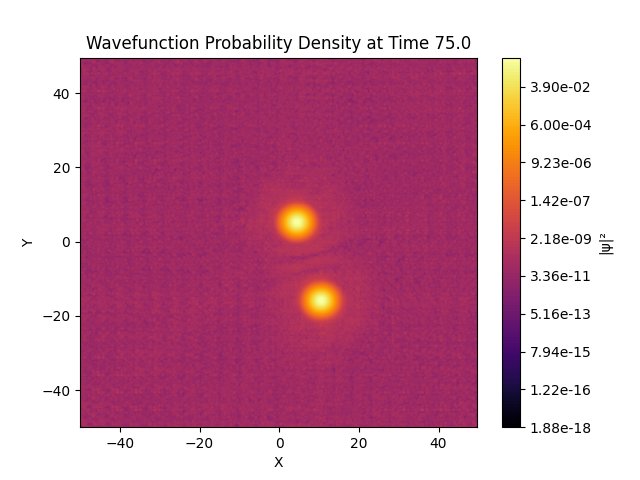 Wavefunction Probability Density at Time 75.0
40
20
0
−20
−40
Y
−40
−20
0
20
40
X
3.90e-02
6.00e-04
9.23e-06
1.42e-07
2.18e-09
3.36e-11
5.16e-13
7.94e-15
1.22e-16
1.88e-18
|ψ|²